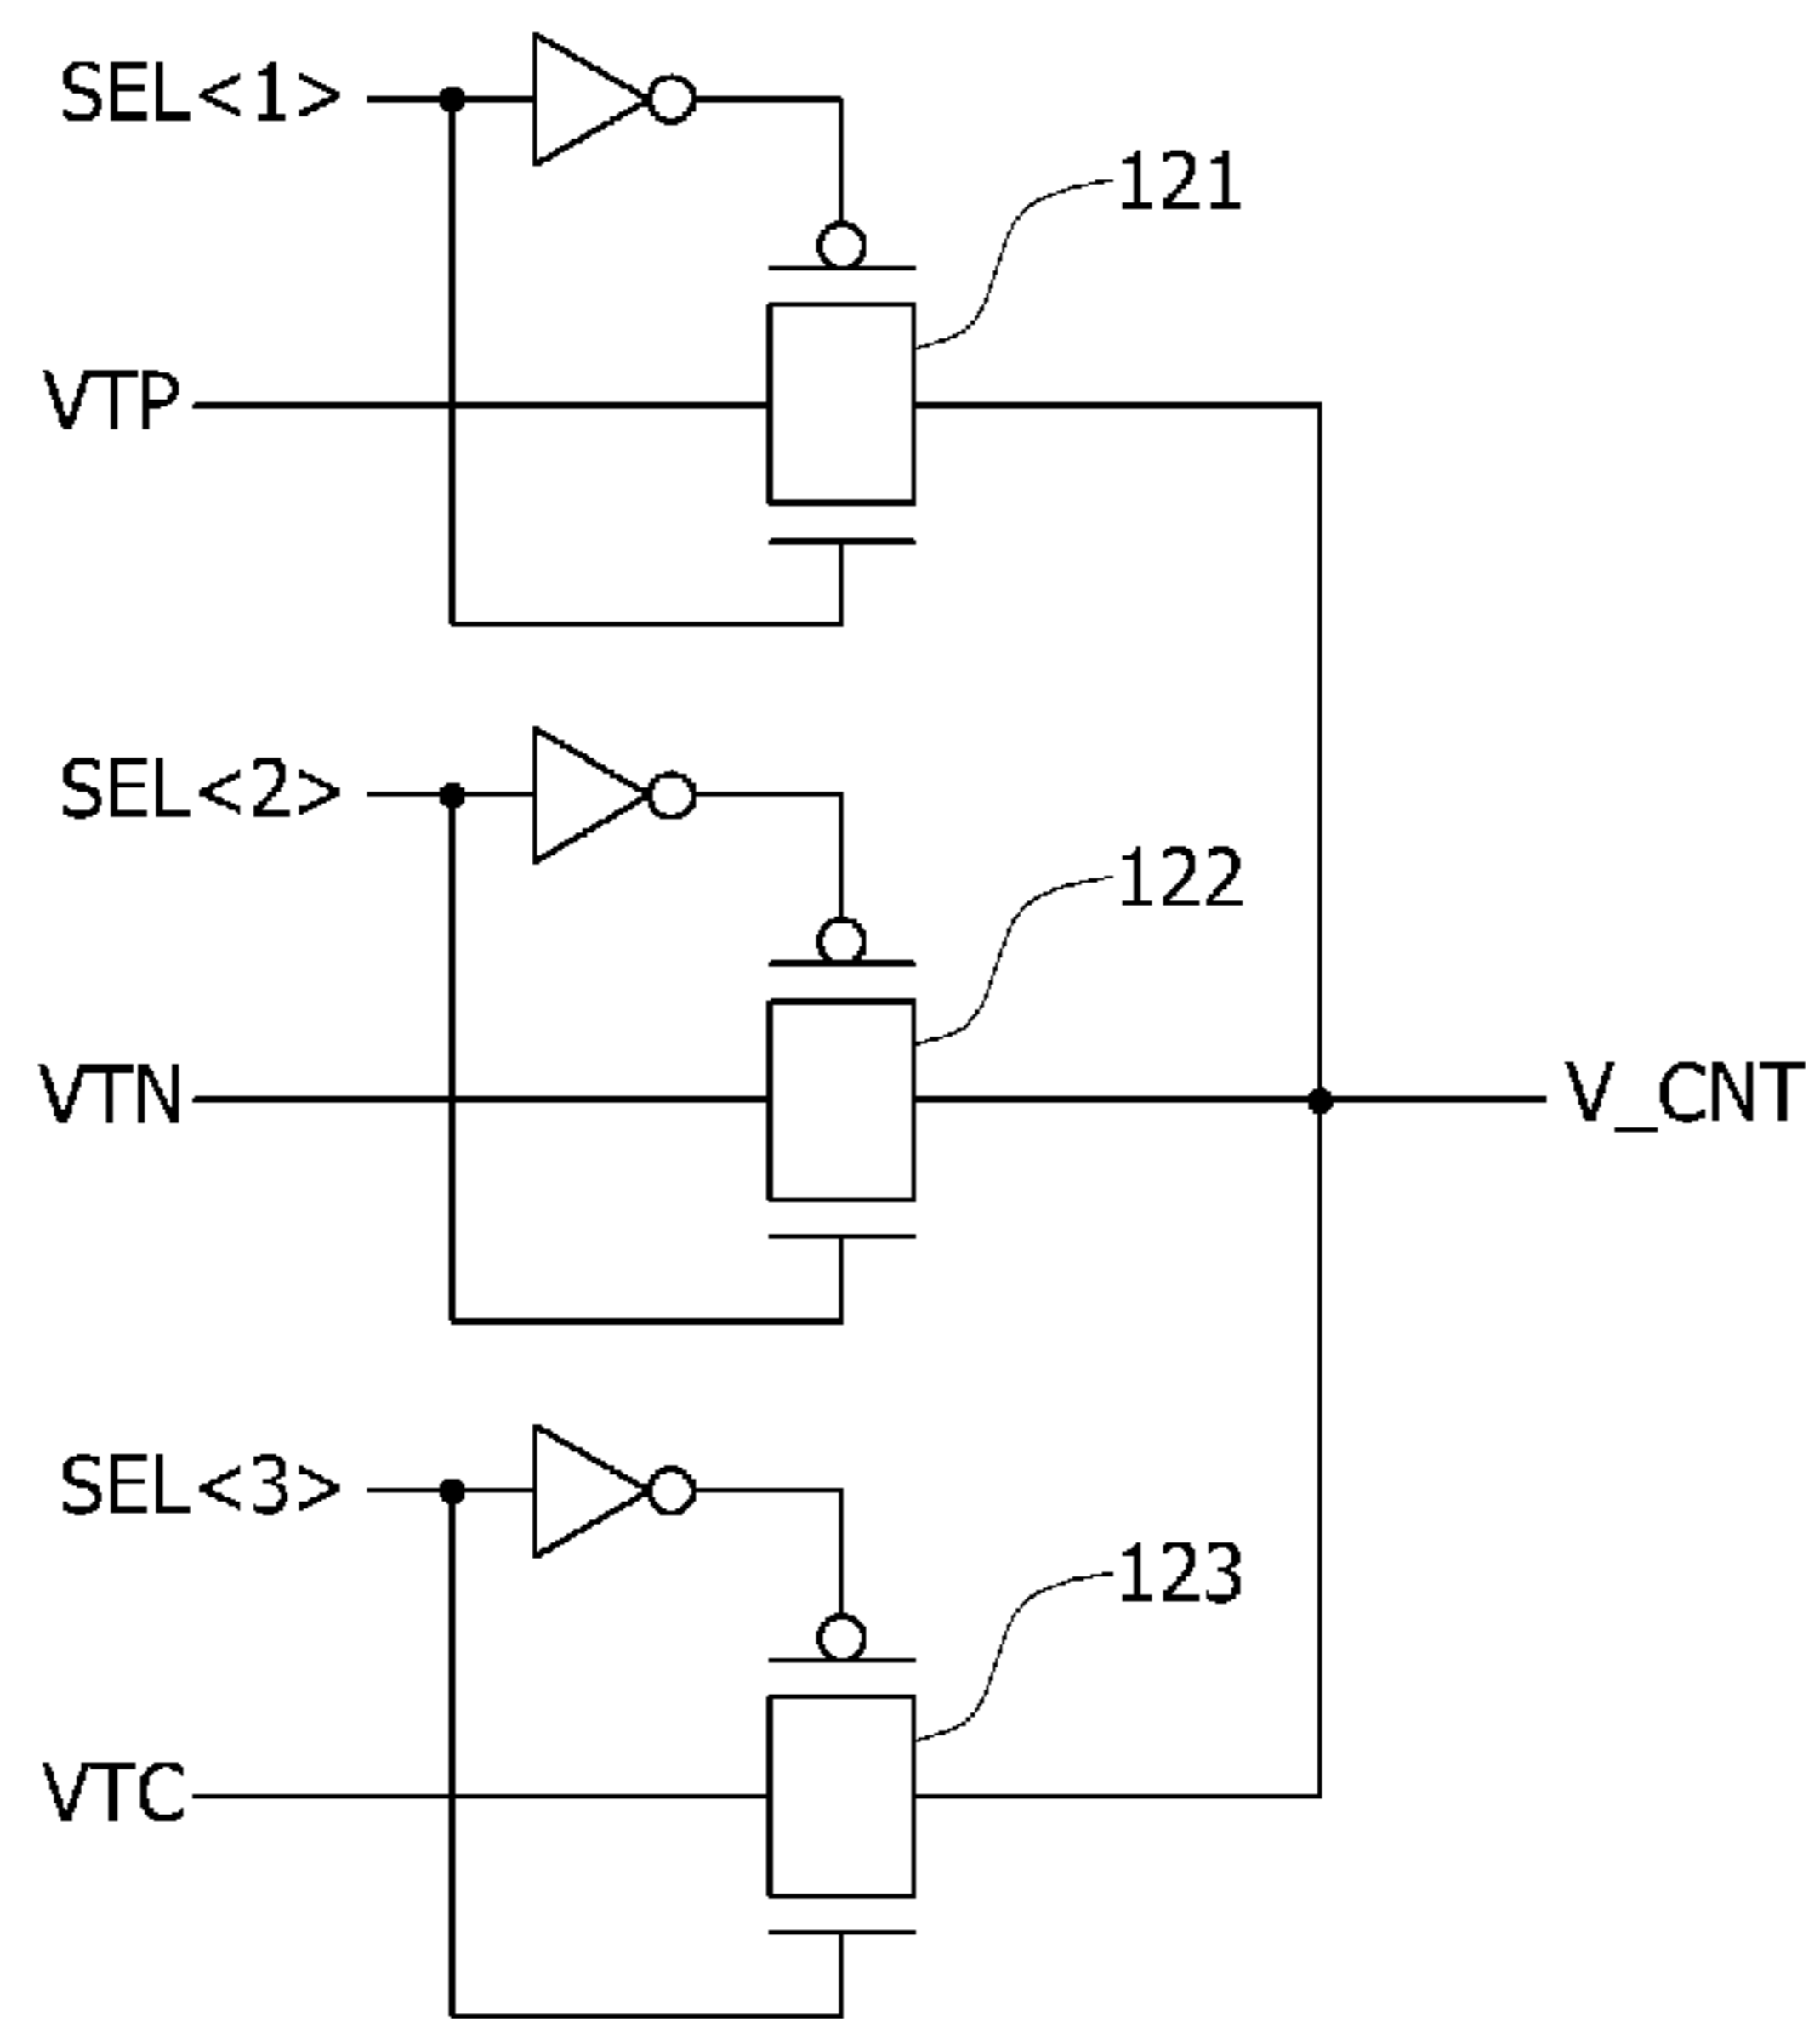 SEL<1>
121
VTP
SEL<2>
122
VTN
V_CNT
SEL<3>
123
VTC